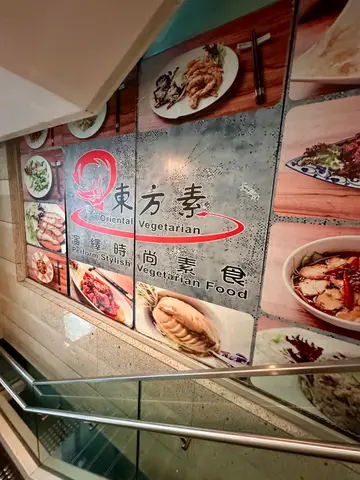 東方素
Oriental Vegetarian
演繹時尚素食
Perform Stylish Vegetarian Food